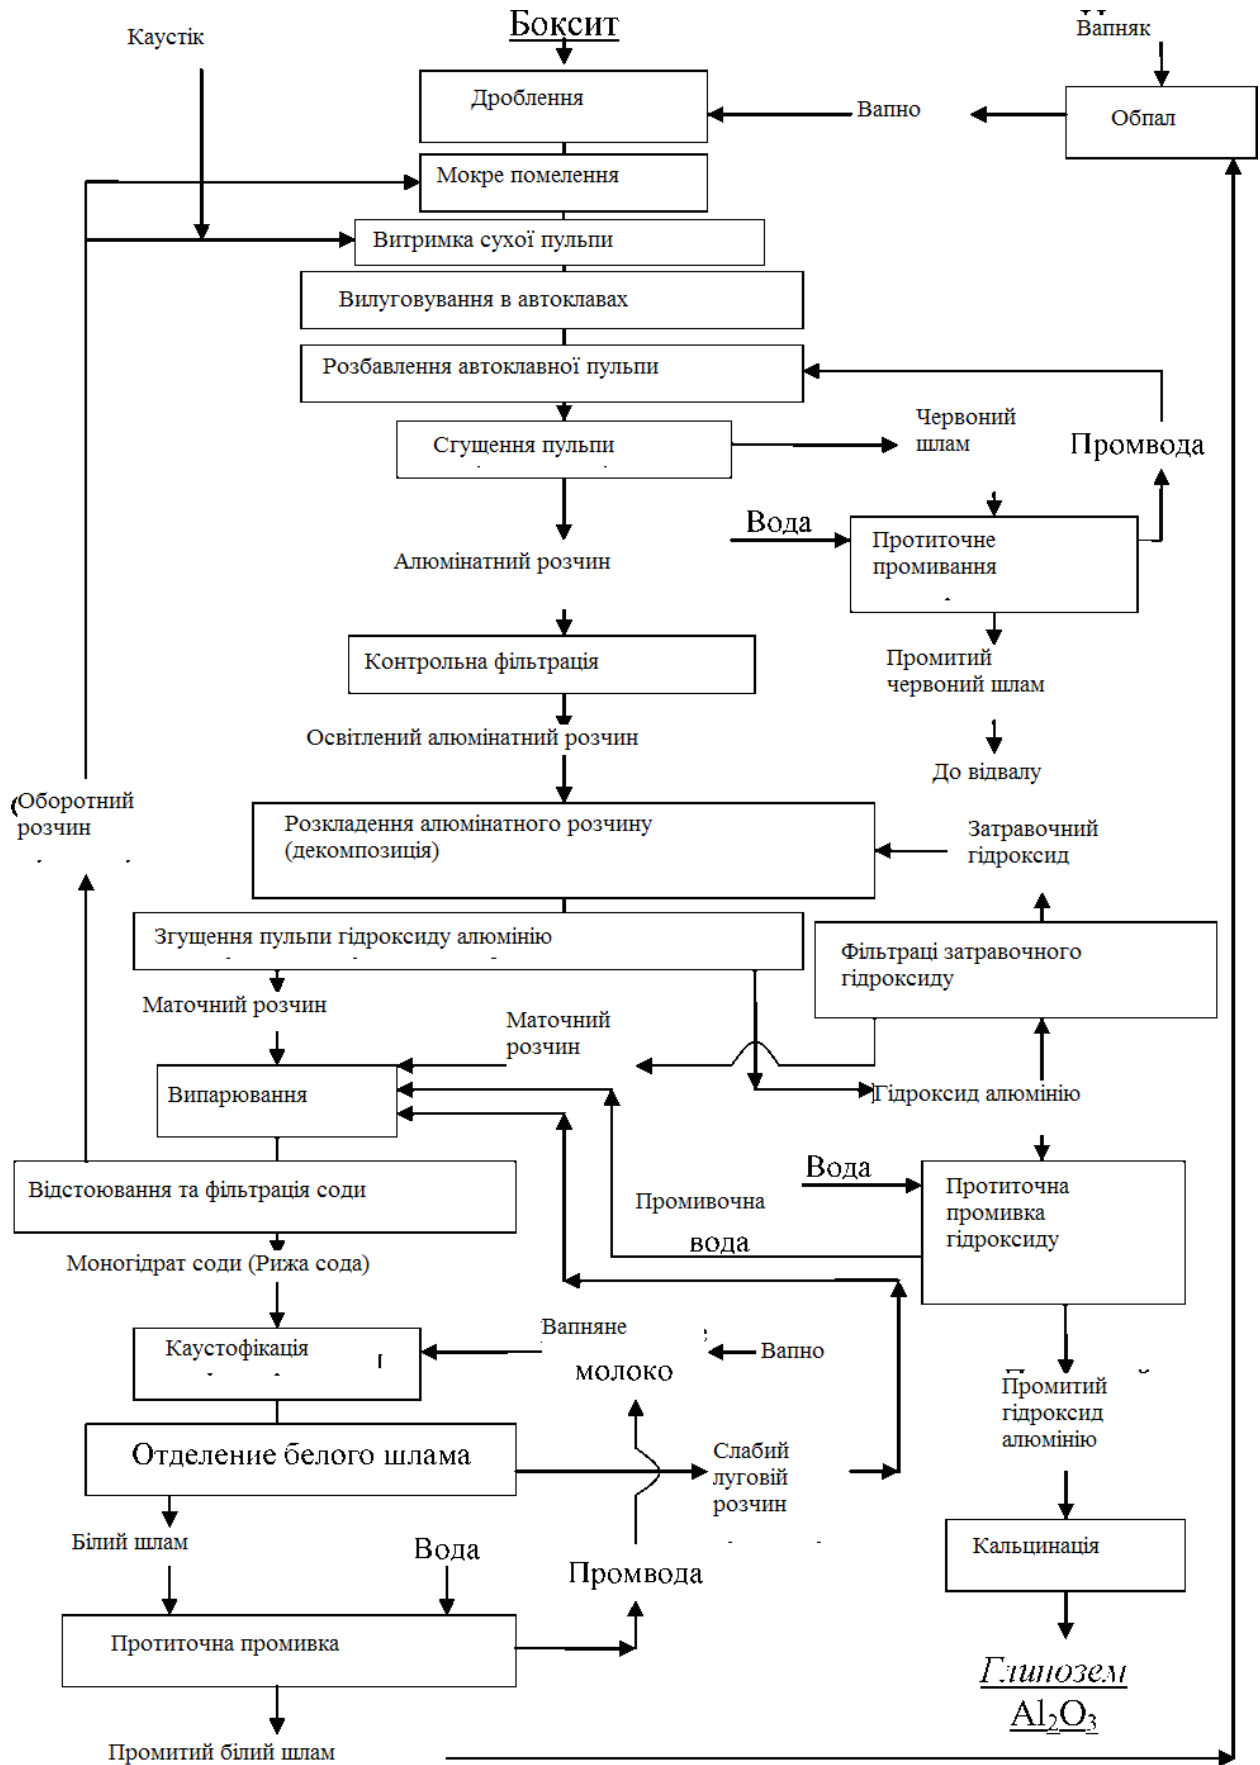 Боксит
Каустік
Вапняк
Дроблення
Вапно
Обпал
Мокре помелення
Витримка сухої пульпи
Вилуговування в автоклавах
Розбавлення автоклавної пульпи
Сгущення пульпи
Червоний
шлам
Промвода
Вода
Протиточне
промивання
Алюмінатний розчин
Контрольна фільтрація
Промитий
червоний шлам
Освітлений алюмінатний розчин
До відвалу
Оборотний
розчин
Розкладення алюмінатного розчину
(декомпозиція)
Затравочний
гідроксид
Згущення пульпи гідроксиду алюмінію
Фільтраці затравочного
гідроксиду
Маточний розчин
Маточний
розчин
Випарювання
Гідроксид алюмінію
Відстоювання та фільтрація соди
Вода
Протиточна
промивка
гідроксиду
Промивочна
вода
Моногідрат соди (Рижа сода)
Каустофікація
Вапняне
молоко
Вапно
Промитий
гідроксид
алюмінію
Отделение белого шлама
Слабий
луговій
розчин
Білий шлам
Вода
Промвода
Кальцинація
Протиточна промивка
Глинозем
Al₂O₃
Промитий білий шлам